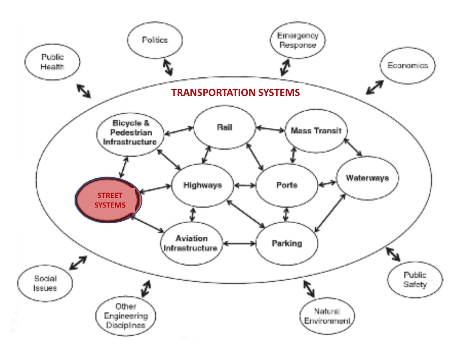 Politics
Emergency
Response
Public
Health
Economics
TRANSPORTATION SYSTEMS
Bicycle &
Pedestrian
Infrastructure
Rail
Mass Transit
STREET
SYSTEMS
Highways
Ports
Waterways
Aviation
Infrastructure
Parking
Social
Issues
Public
Safety
Other
Engineering
Disciplines
Natural
Environment